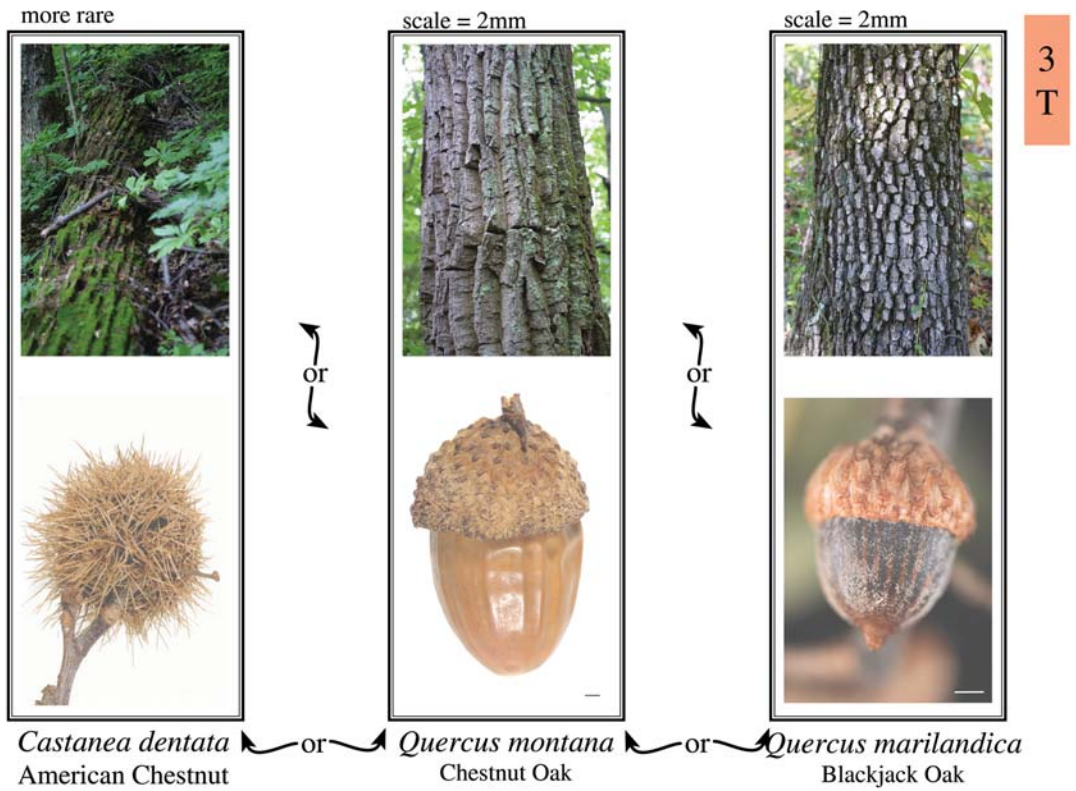 more rare
scale = 2mm
scale = 2mm
3
T
or
or
Castanea dentata
or
Quercus montana
or
Quercus marilandica
American Chestnut
Chestnut Oak
Blackjack Oak